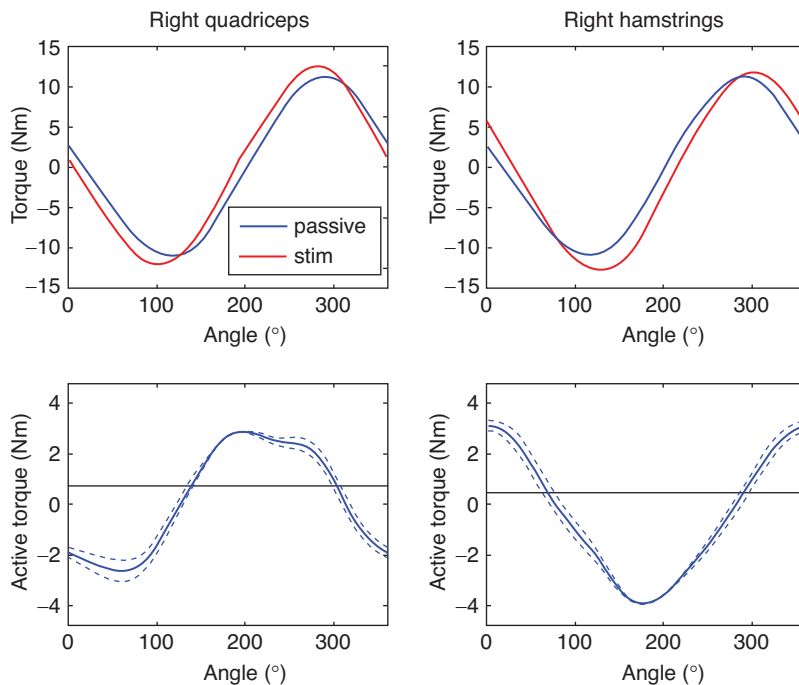 Right quadriceps
15
10
5
0
−5
−10
−15
Torque (Nm)
passive
stim
0 100 200 300
Angle (°)
Right hamstrings
15
10
5
0
−5
−10
−15
Torque (Nm)
0 100 200 300
Angle (°)
4
2
0
−2
−4
Active torque (Nm)
0 100 200 300
Angle (°)
4
2
0
−2
−4
Active torque (Nm)
0 100 200 300
Angle (°)